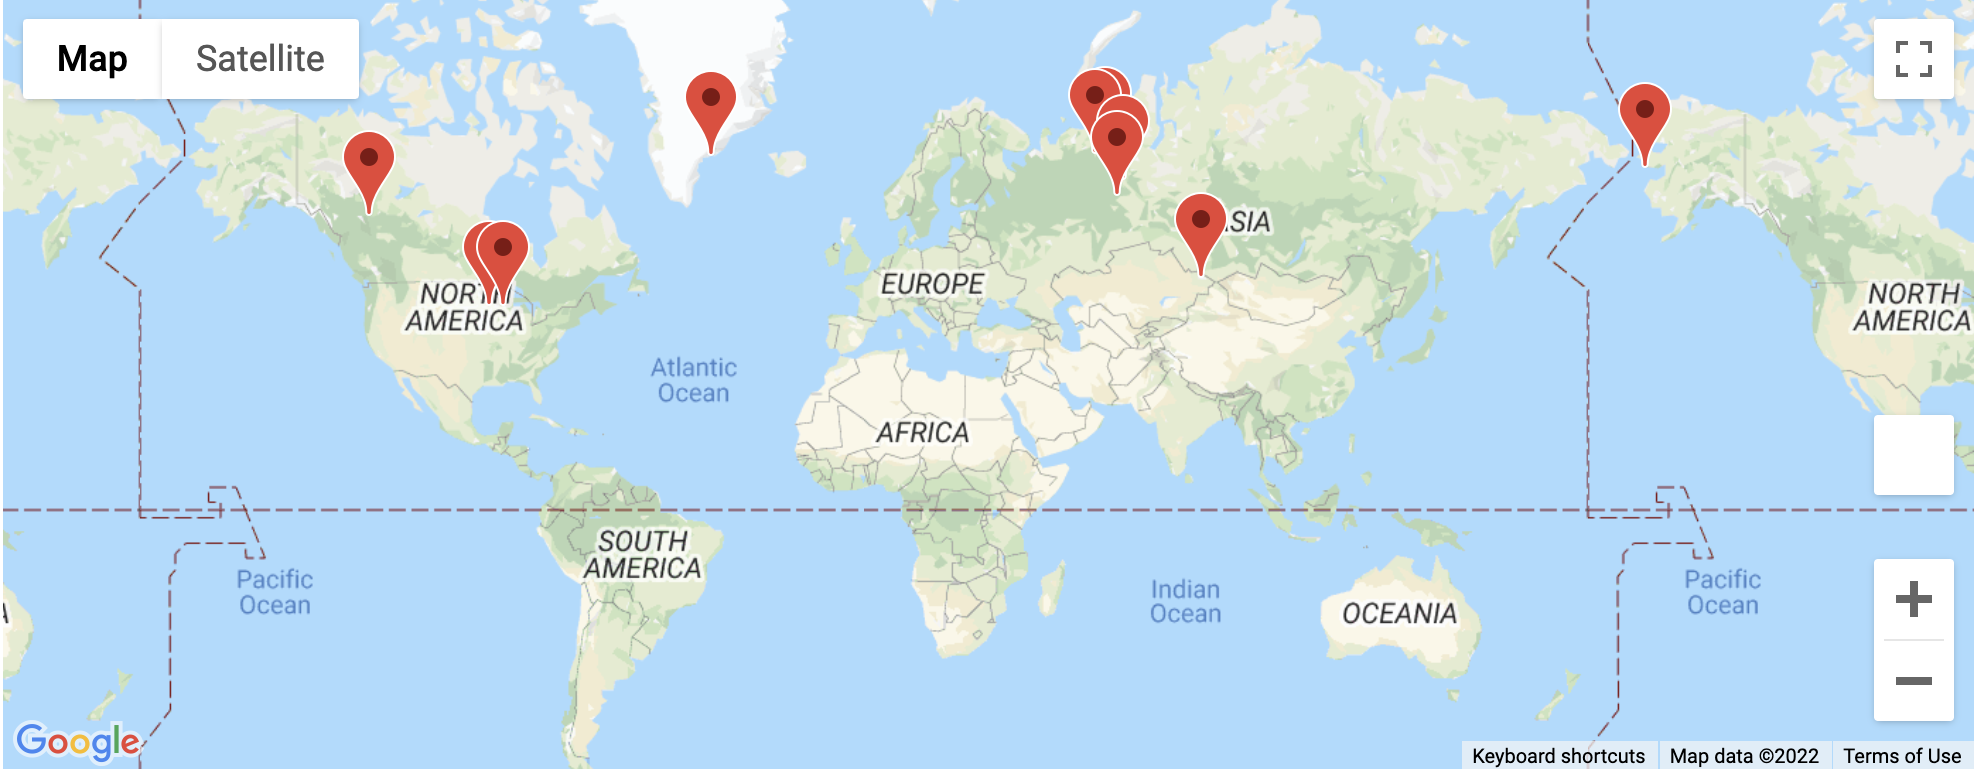 Map
Satellite
NORTH
AMERICA
EUROPE
ASIA
NORTH
AMERICA
Atlantic
Ocean
AFRICA
SOUTH
AMERICA
Pacific
Ocean
Indian
Ocean
OCEANIA
Pacific
Ocean
A
Google
Keyboard shortcuts
Map data ©2022
Terms of Use